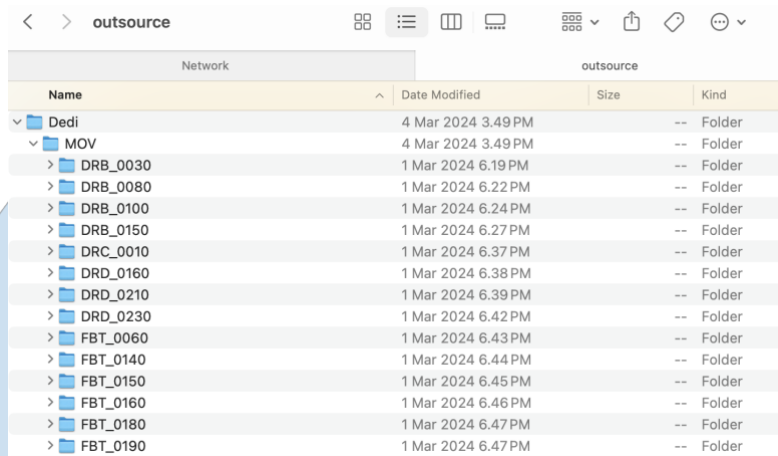 outsource
Network
outsource
Name Date Modified Size Kind
Dedi 4 Mar 2024 3.49 PM -- Folder
MOV 4 Mar 2024 3.49 PM -- Folder
DRB_0030 1 Mar 2024 6.19 PM -- Folder
DRB_0080 1 Mar 2024 6.22 PM -- Folder
DRB_0100 1 Mar 2024 6.24 PM -- Folder
DRB_0150 1 Mar 2024 6.27 PM -- Folder
DRC_0010 1 Mar 2024 6.37 PM -- Folder
DRD_0160 1 Mar 2024 6.38 PM -- Folder
DRD_0210 1 Mar 2024 6.39 PM -- Folder
DRD_0230 1 Mar 2024 6.42 PM -- Folder
FBT_0060 1 Mar 2024 6.43 PM -- Folder
FBT_0140 1 Mar 2024 6.44 PM -- Folder
FBT_0150 1 Mar 2024 6.45 PM -- Folder
FBT_0160 1 Mar 2024 6.46 PM -- Folder
FBT_0180 1 Mar 2024 6.47 PM -- Folder
FBT_0190 1 Mar 2024 6.47 PM -- Folder